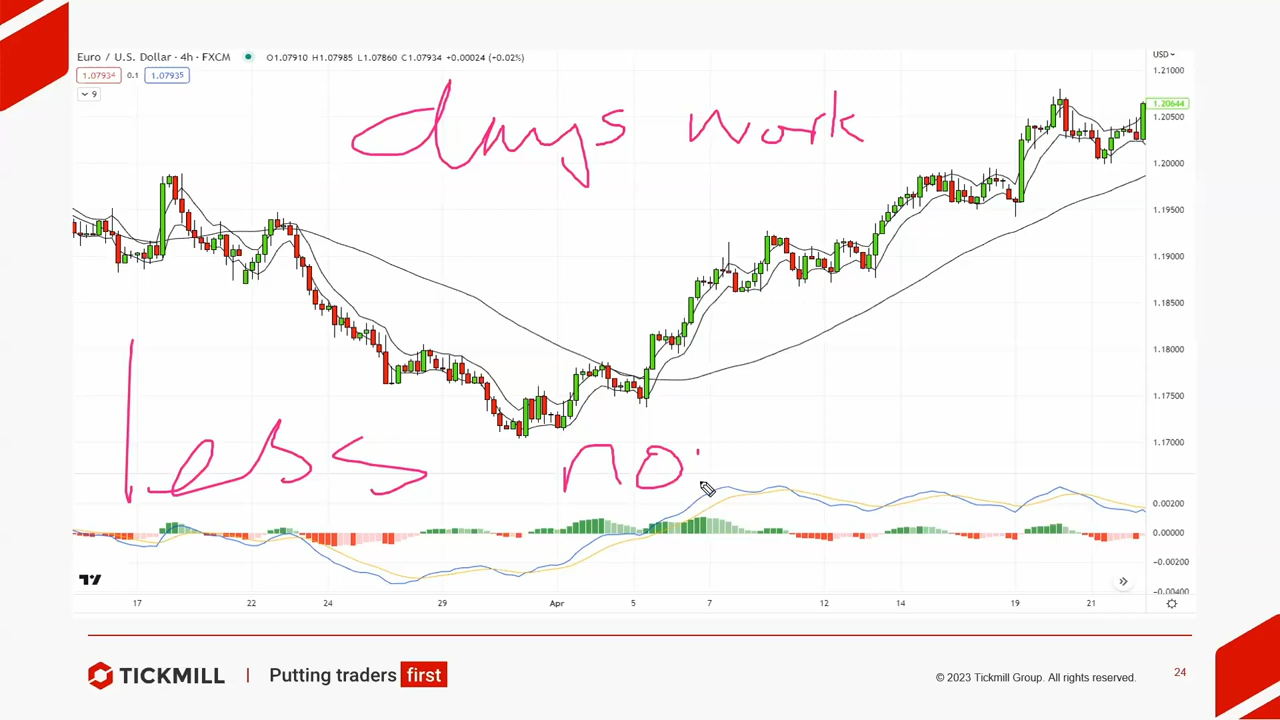 Euro / U.S. Dollar · 4h · FXCM O1.07910 H1.07985 L1.07860 C1.07934 +0.00024 (+0.02%)
USD
1.07934 0.1 1.07935
9
1.21000
1.20644
1.20500
1.20000
1.19500
1.19000
1.18500
1.18000
1.17500
1.17000
days work
less no
0.00200
0.00000
-0.00200
-0.00400
17 22 24 29 Apr 5 7 12 14 19 21
TICKMILL | Putting traders first
© 2023 Tickmill Group. All rights reserved.
24